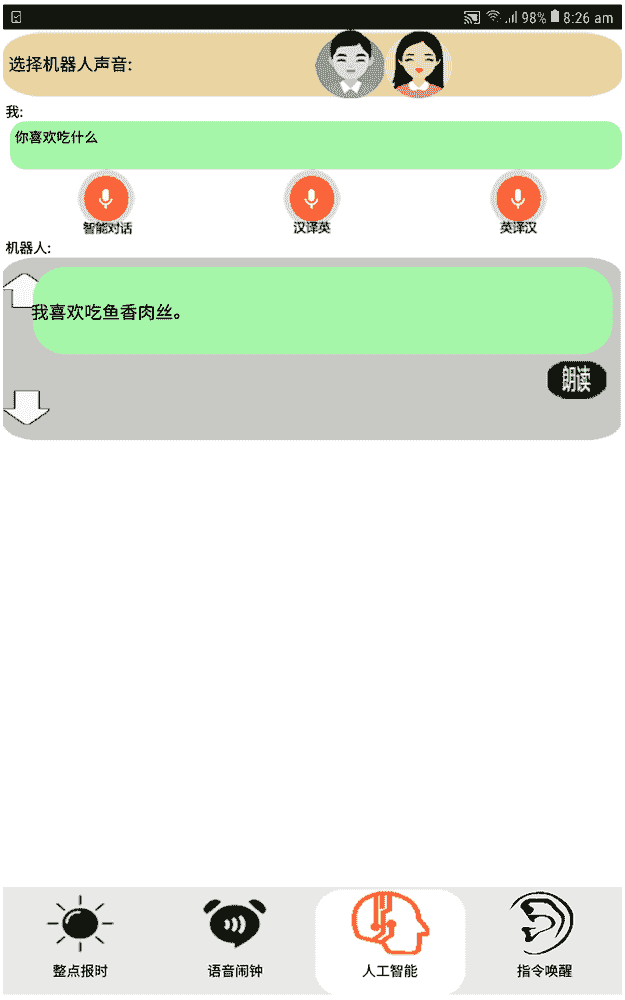 98% 8:26 am
选择机器人声音:
我:
你喜欢吃什么
智能对话 汉译英 英译汉
机器人:
我喜欢吃鱼香肉丝。
朗读
整点报时 语音闹钟 人工智能 指令唤醒